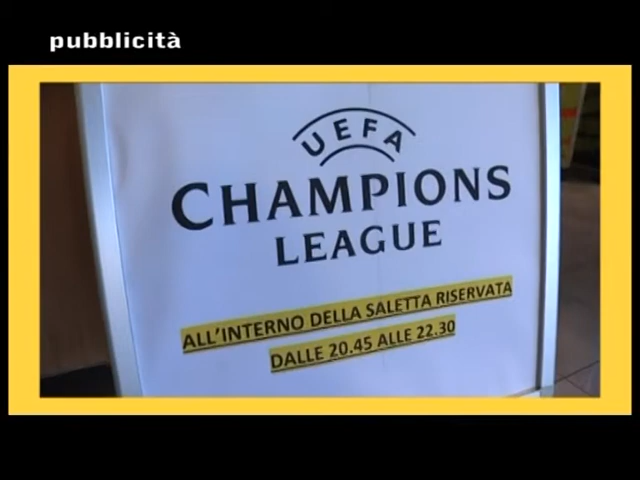 pubblicità
UEFA
CHAMPIONS
LEAGUE
ALL'INTERNO DELLA SALETTA RISERVATA
DALLE 20.45 ALLE 22.30